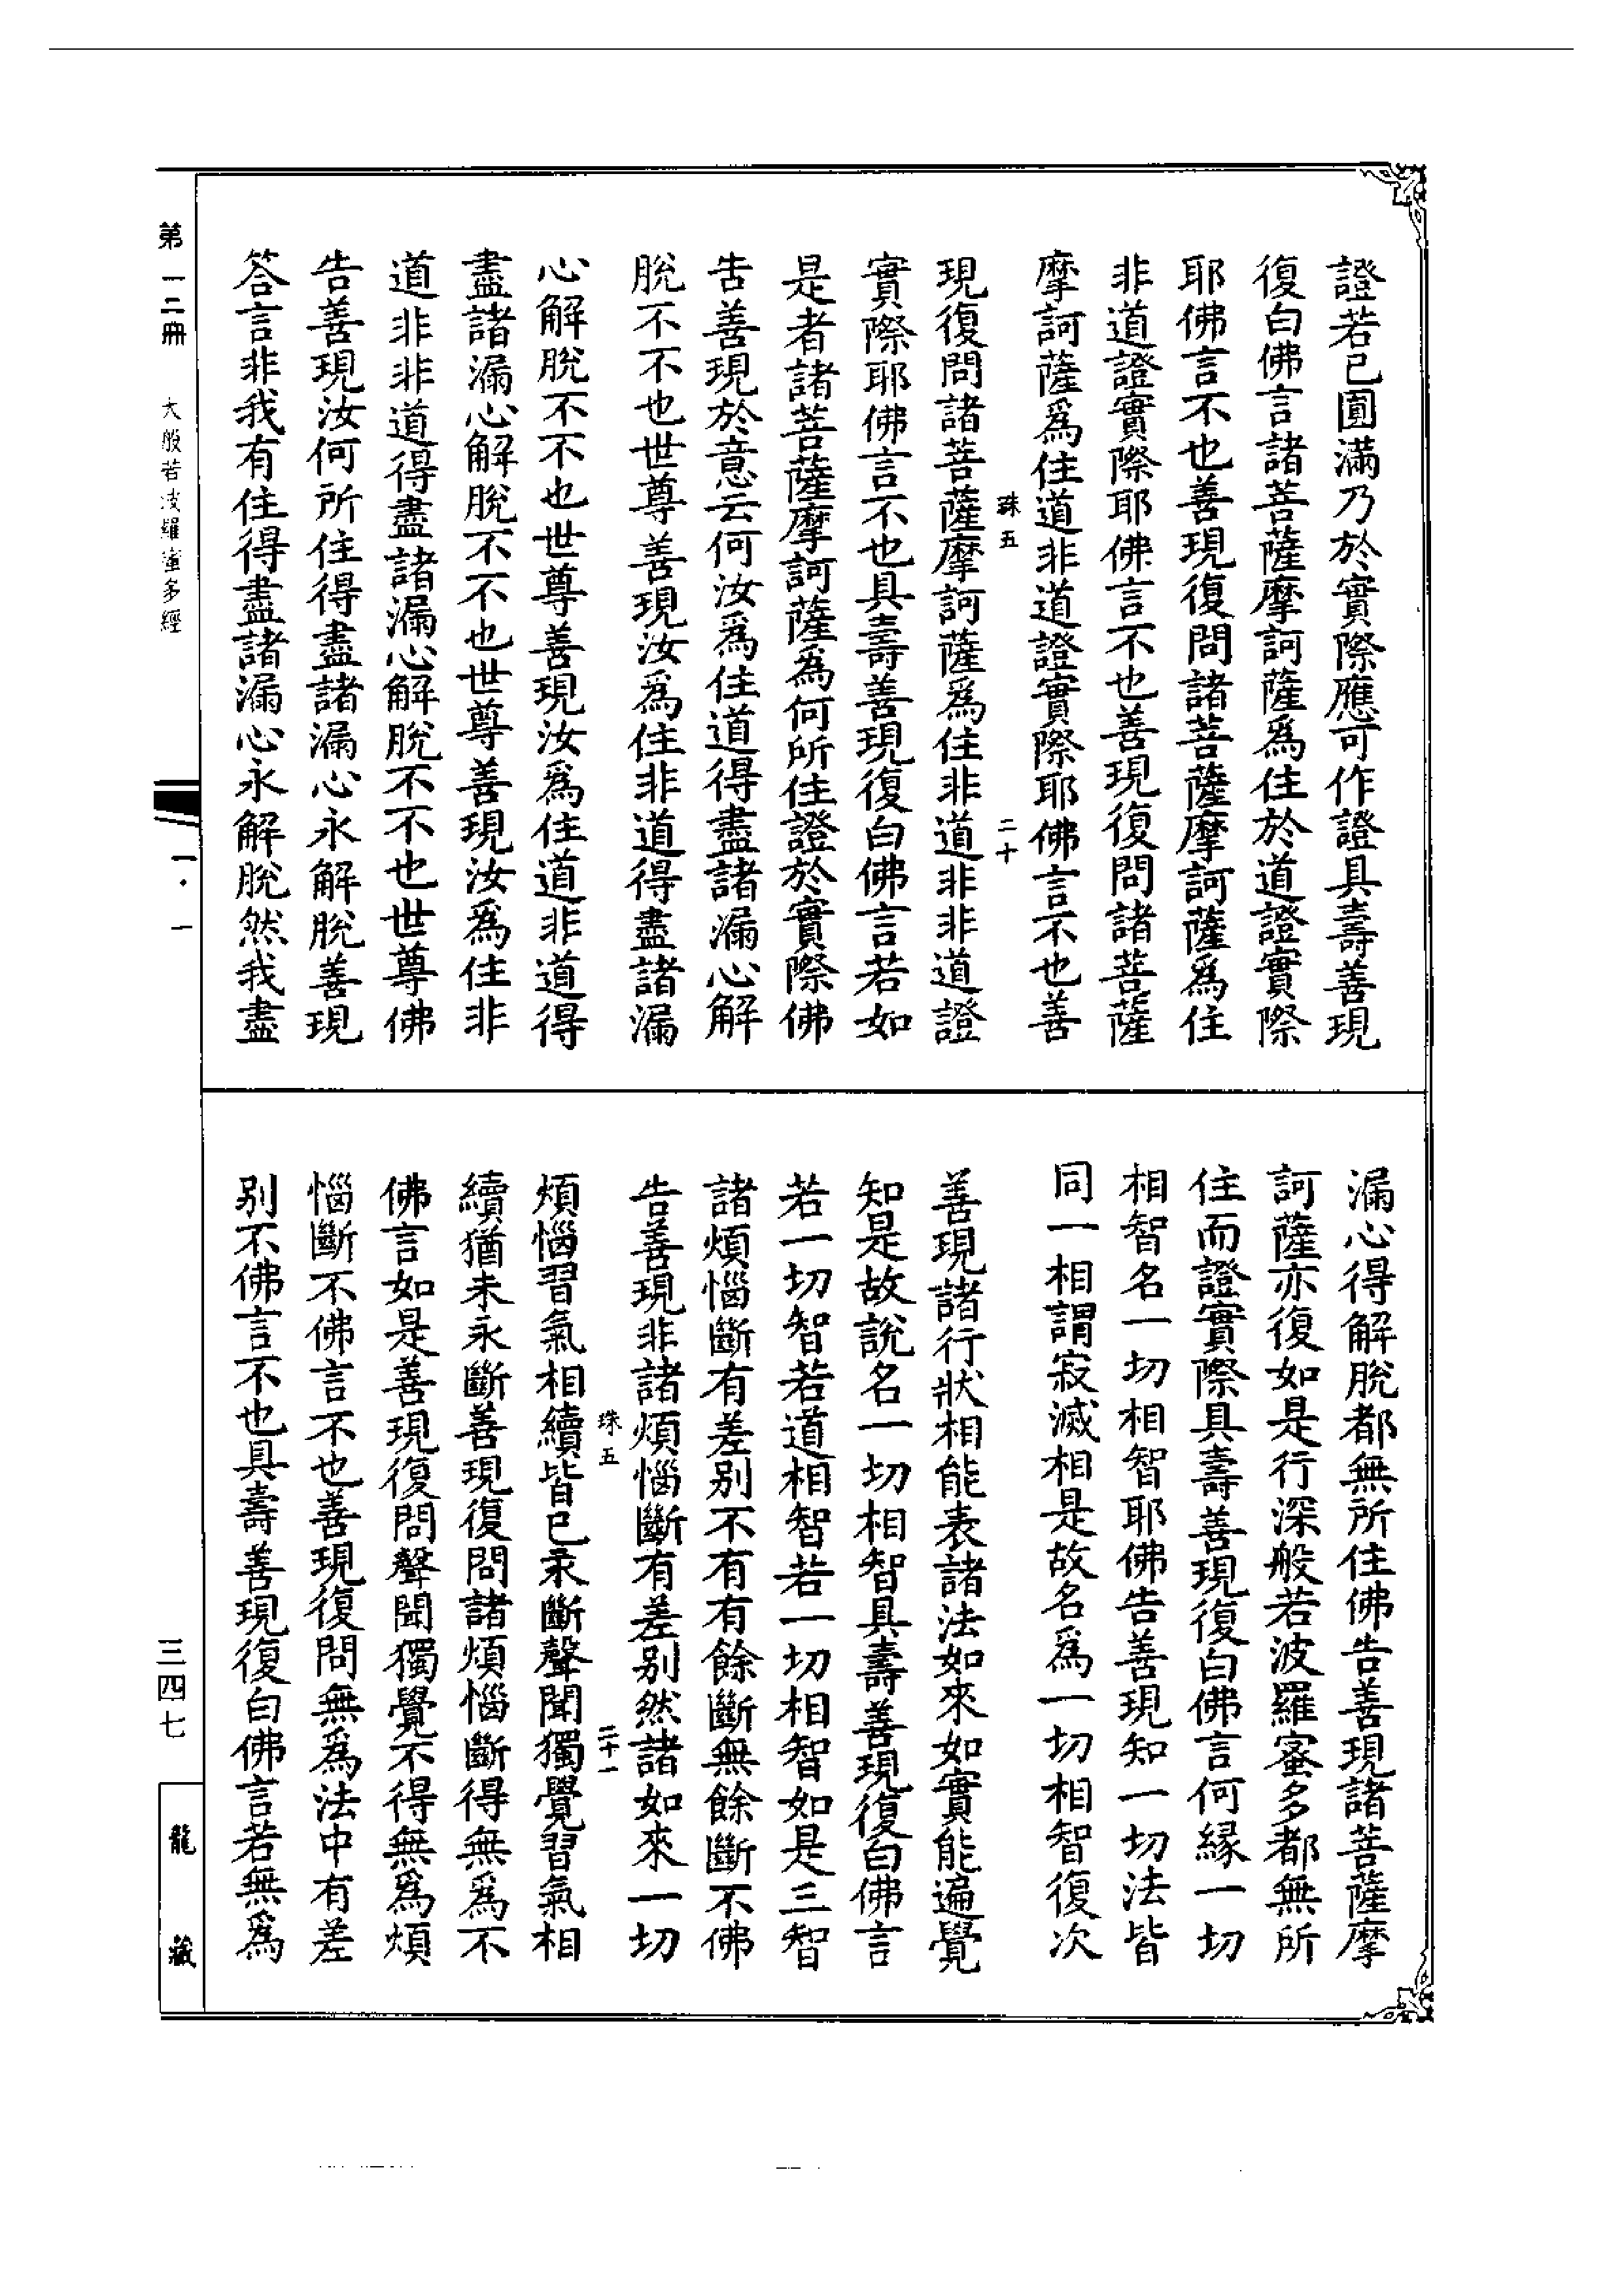 證若已圓滿乃於實際應可作證具壽善現
復白佛言諸菩薩摩訶薩爲住於道證實際
耶佛言不也善現復問諸菩薩摩訶薩爲住
非道證實際耶佛言不也善現復問諸菩薩
摩訶薩爲住道非道證實際耶佛言不也善
珠五 二十
現復問諸菩薩摩訶薩爲住非道非非道證
實際耶佛言不也具壽善現復白佛言若如
是者諸菩薩摩訶薩爲何所住證於實際佛
告善現於意云何汝爲住道得盡諸漏心解
脫不不也世尊善現汝爲住非道得盡諸漏
心解脫不不也世尊善現汝爲住道非道得
盡諸漏心解脫不不也世尊善現汝爲住非
道非非道得盡諸漏心解脫不不也世尊佛
告善現汝何所住得盡諸漏心永解脫善現
答言非我有住得盡諸漏心永解脫然我盡
漏心得解脫都無所住佛告善現諸菩薩摩
訶薩亦復如是行深般若波羅蜜多都無所
住而證實際具壽善現復白佛言何緣一切
相智名一切相智耶佛告善現知一切法皆
同一相謂寂滅相是故名爲一切相智復次
善現諸行狀相能表諸法如來如實能遍覺
知是故說名一切相智具壽善現復白佛言
若一切智若道相智若一切相智如是三智
諸煩惱斷有差別不有有餘斷無餘斷不佛
告善現非諸煩惱斷有差別然諸如來一切
珠五 二十一
煩惱習氣相續皆已永斷聲聞獨覺習氣相
續猶未永斷善現復問諸煩惱斷得無爲不
佛言如是善現復問聲聞獨覺不得無爲煩
惱斷不佛言不也善現復問無爲法中有差
別不佛言不也具壽善現復白佛言若無爲
第一二冊 大般若波羅蜜多經
一·一
三四七
龍藏